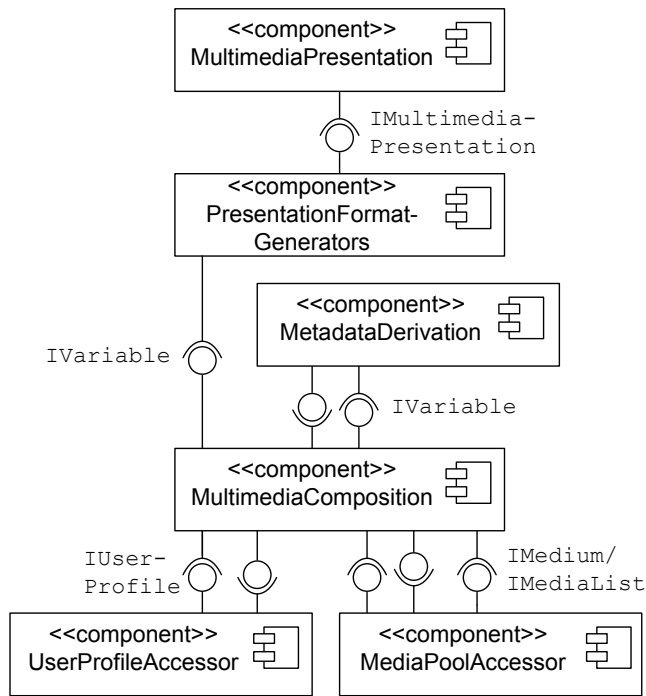 <<component>>
MultimediaPresentation
IMultimedia-
Presentation
<<component>>
PresentationFormat-
Generators
<<component>>
MetadataDerivation
IVariable
IVariable
<<component>>
MultimediaComposition
IUser-
Profile
IMedium/
IMediaList
<<component>>
UserProfileAccessor
<<component>>
MediaPoolAccessor